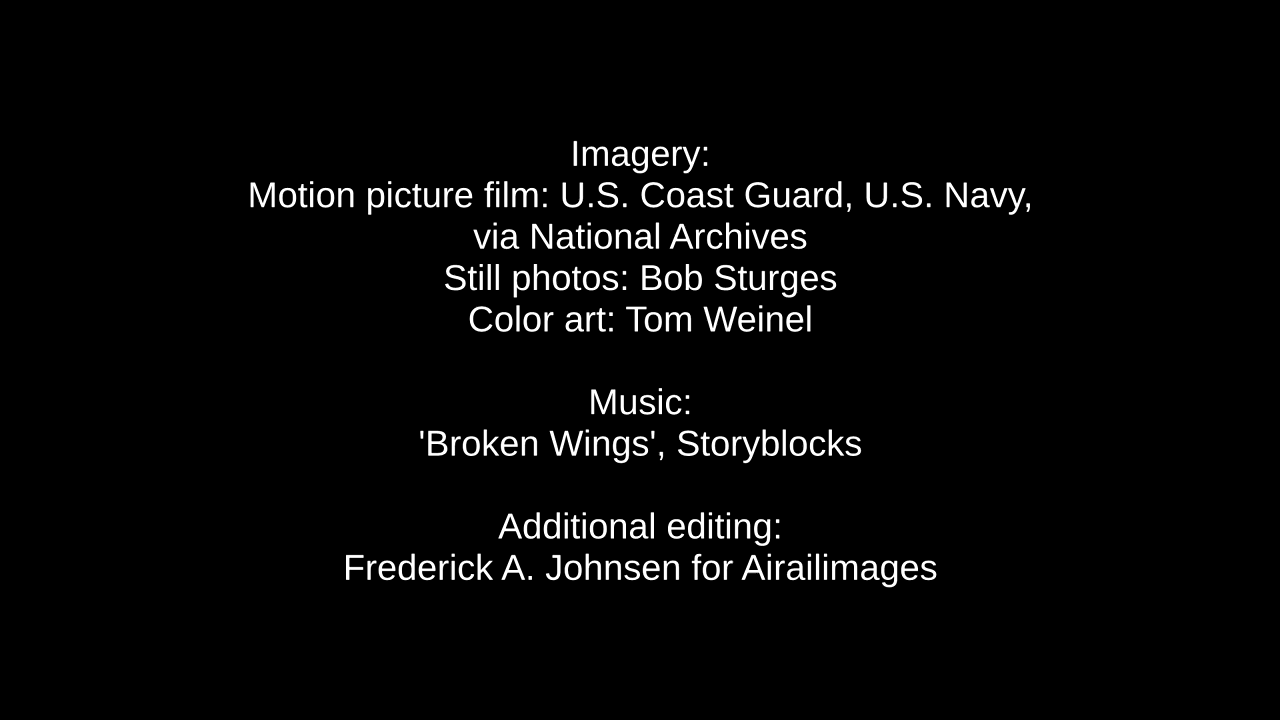 Imagery:
Motion picture film: U.S. Coast Guard, U.S. Navy,
via National Archives
Still photos: Bob Sturges
Color art: Tom Weinel
Music:
'Broken Wings', Storyblocks
Additional editing:
Frederick A. Johnsen for Airailimages